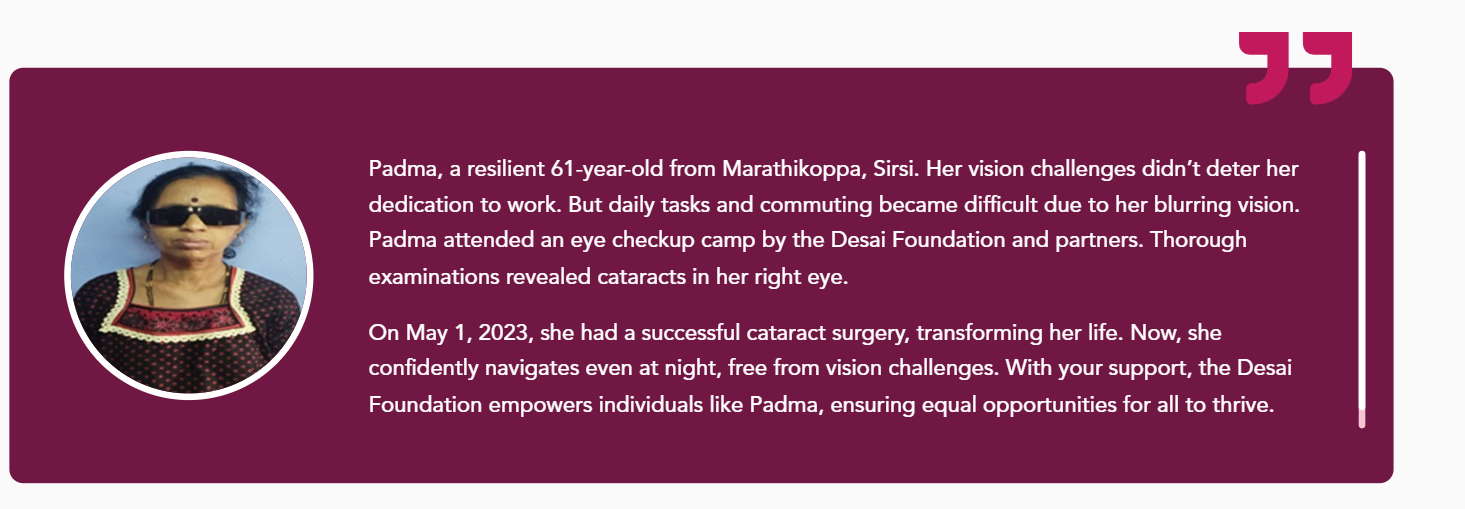 Padma, a resilient 61-year-old from Marathikoppa, Sirsi. Her vision challenges didn’t deter her
dedication to work. But daily tasks and commuting became difficult due to her blurring vision.
Padma attended an eye checkup camp by the Desai Foundation and partners. Thorough
examinations revealed cataracts in her right eye.
On May 1, 2023, she had a successful cataract surgery, transforming her life. Now, she
confidently navigates even at night, free from vision challenges. With your support, the Desai
Foundation empowers individuals like Padma, ensuring equal opportunities for all to thrive.